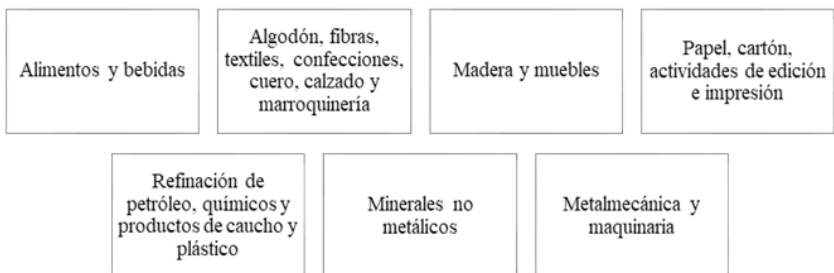 Alimentos y bebidas
Algodón, fibras,
textiles, confecciones,
cuero, calzado y
marroquinería
Madera y muebles
Papel, cartón,
actividades de edición
e impresión
Refinación de
petróleo, químicos y
productos de caucho y
plástico
Minerales no
metálicos
Metalmecánica y
maquinaria